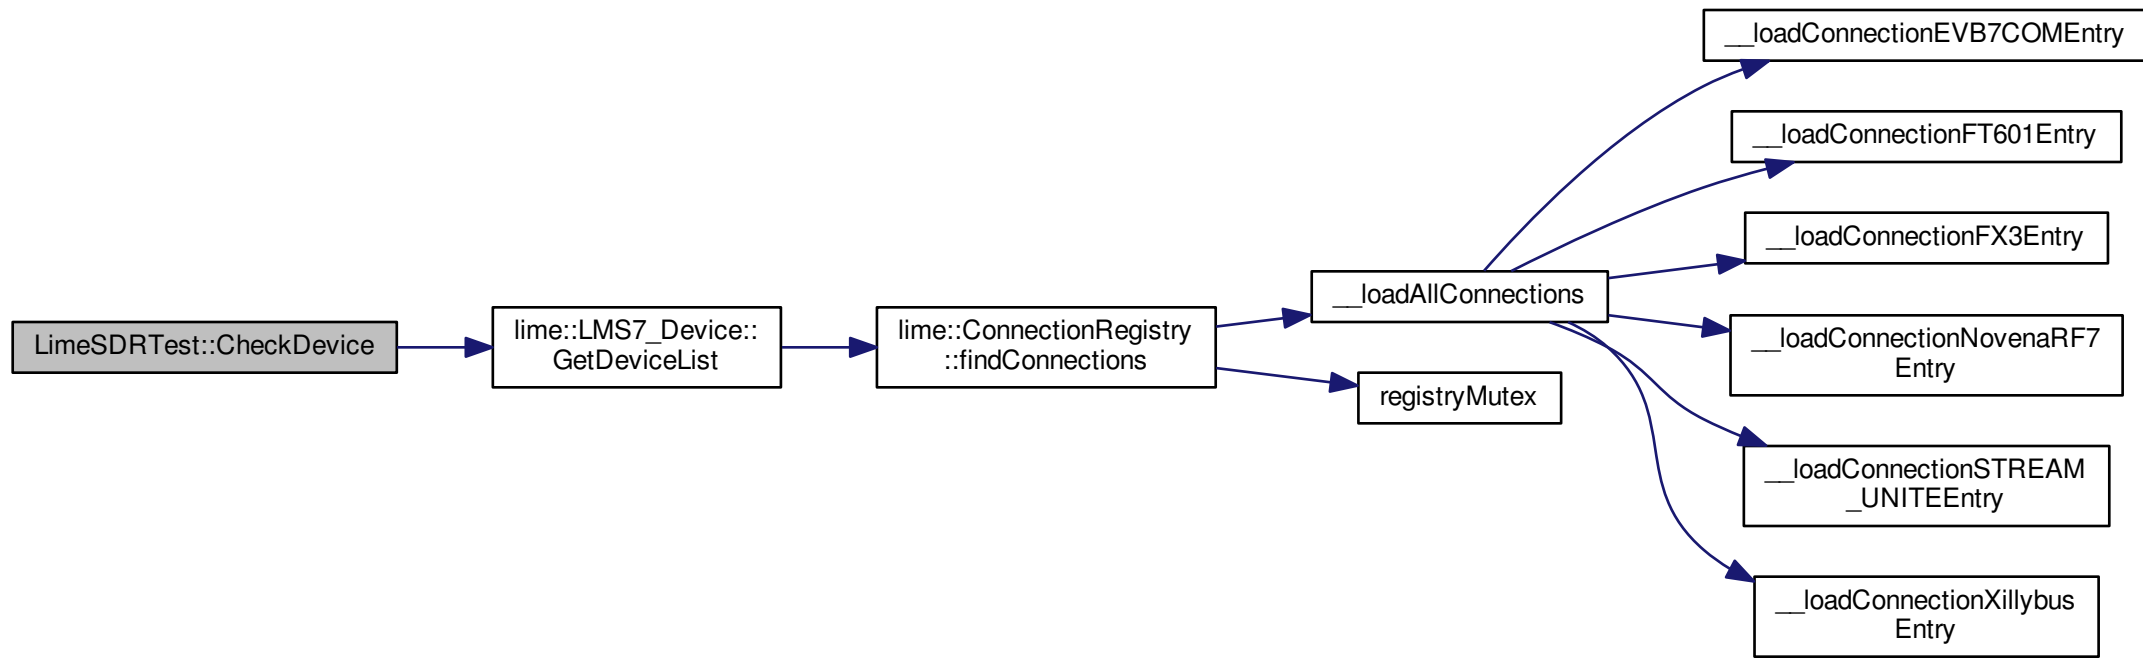 LimeSDRTest::CheckDevice
lime::LMS7_Device::
GetDeviceList
lime::ConnectionRegistry
::findConnections
__loadAllConnections
registryMutex
__loadConnectionEVB7COMEntry
__loadConnectionFT601Entry
__loadConnectionFX3Entry
__loadConnectionNovenaRF7
Entry
__loadConnectionSTREAM
_UNITEEntry
__loadConnectionXillybus
Entry